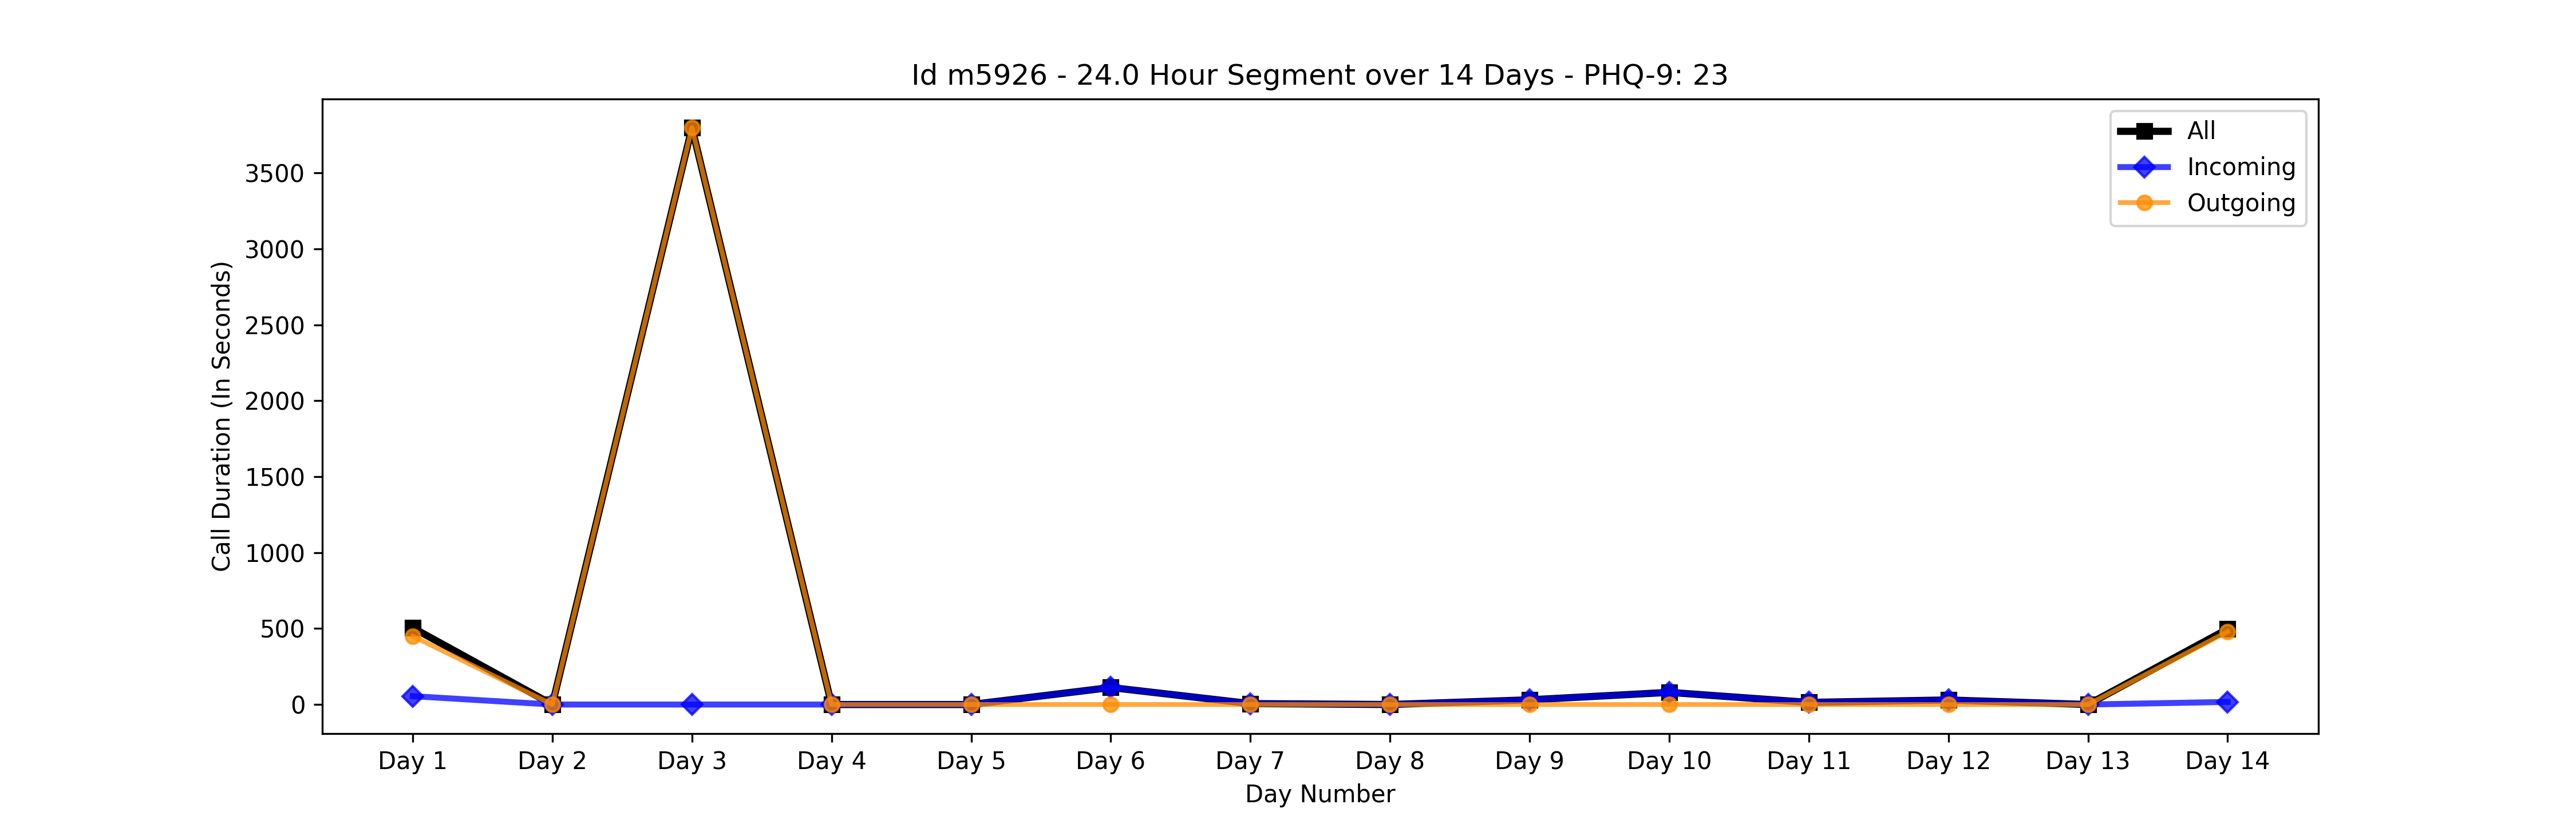 Id m5926 - 24.0 Hour Segment over 14 Days - PHQ-9: 23
All
Incoming
Outgoing
Call Duration (In Seconds)
3500
3000
2500
2000
1500
1000
500
0
Day 1 Day 2 Day 3 Day 4 Day 5 Day 6 Day 7 Day 8 Day 9 Day 10 Day 11 Day 12 Day 13 Day 14
Day Number